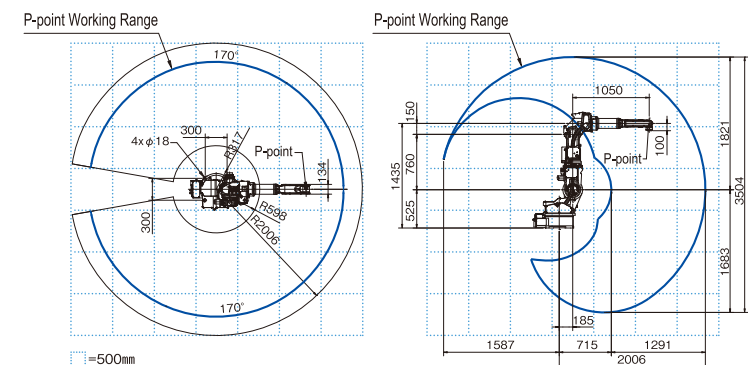 P-point Working Range
170°
300
4xφ18
R317
P-point
134
300
R598
R2006
170°
=500mm
P-point Working Range
1050
150
100
P-point
1821
1435
760
3504
525
1683
185
1587
715
1291
2006